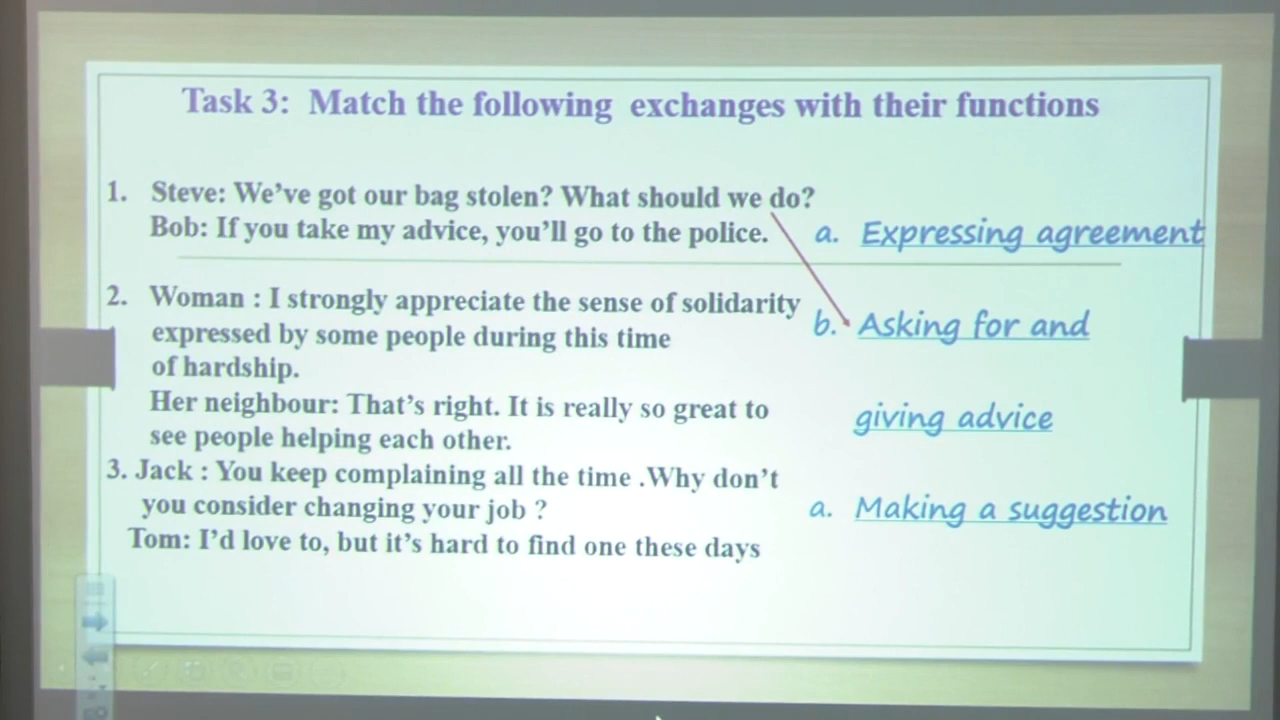 Task 3: Match the following exchanges with their functions
1. Steve: We've got our bag stolen? What should we do?
Bob: If you take my advice, you'll go to the police.
a. Expressing agreement
2. Woman : I strongly appreciate the sense of solidarity
expressed by some people during this time
of hardship.
b. Asking for and
giving advice
Her neighbour: That's right. It is really so great to
see people helping each other.
3. Jack : You keep complaining all the time .Why don't
you consider changing your job ?
a. Making a suggestion
Tom: I'd love to, but it's hard to find one these days